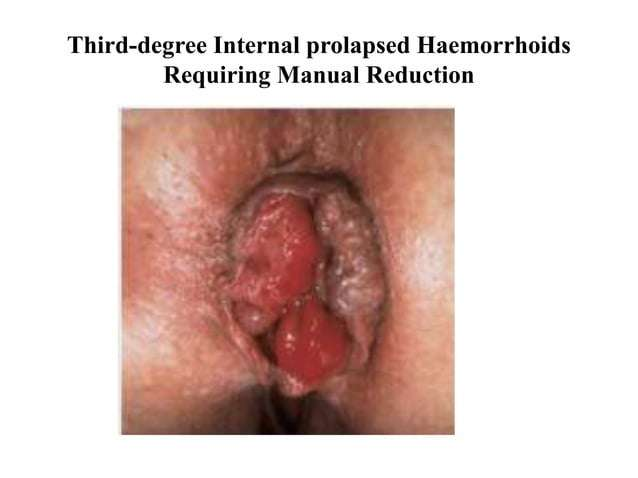 Third-degree Internal prolapsed Haemorrhoids
Requiring Manual Reduction